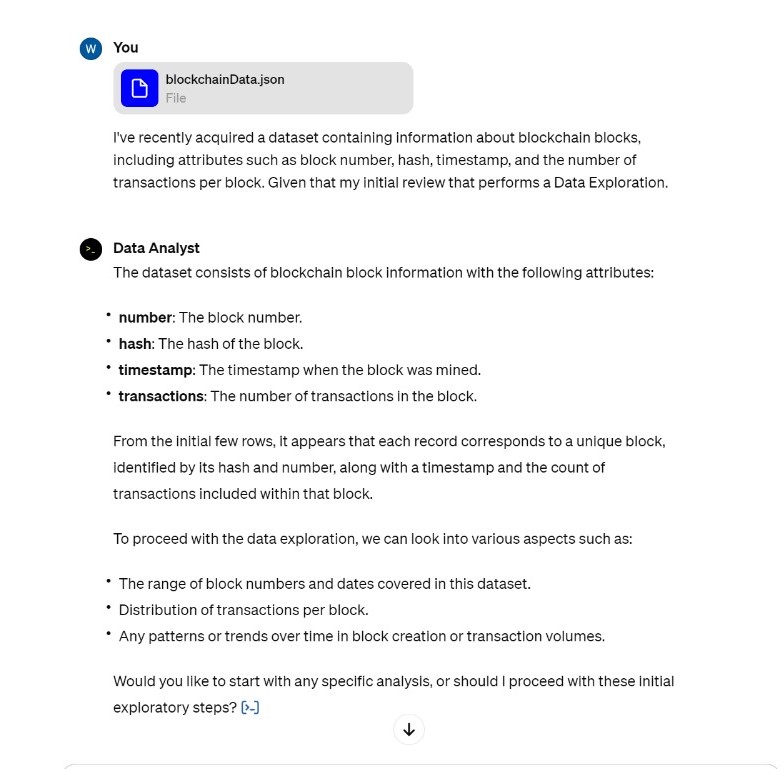 W You
blockchainData.json
File
I've recently acquired a dataset containing information about blockchain blocks,
including attributes such as block number, hash, timestamp, and the number of
transactions per block. Given that my initial review that performs a Data Exploration.
>_ Data Analyst
The dataset consists of blockchain block information with the following attributes:
• number: The block number.
• hash: The hash of the block.
• timestamp: The timestamp when the block was mined.
• transactions: The number of transactions in the block.
From the initial few rows, it appears that each record corresponds to a unique block,
identified by its hash and number, along with a timestamp and the count of
transactions included within that block.
To proceed with the data exploration, we can look into various aspects such as:
• The range of block numbers and dates covered in this dataset.
• Distribution of transactions per block.
• Any patterns or trends over time in block creation or transaction volumes.
Would you like to start with any specific analysis, or should I proceed with these initial
exploratory steps? [>-]